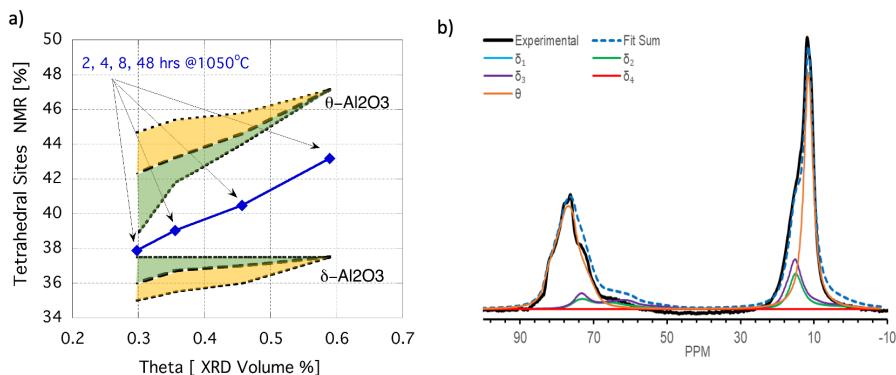 a)
50
48
46
44
42
40
38
36
34
Tetrahedral Sites NMR [%]
2, 4, 8, 48 hrs @1050°C
θ-Al2O3
δ-Al2O3
0.2
0.3
0.4
0.5
0.6
0.7
Theta [ XRD Volume %]
b)
Experimental
Fit Sum
δ₁
δ₂
δ₃
δ₄
θ
90
70
50
30
10
-10
PPM